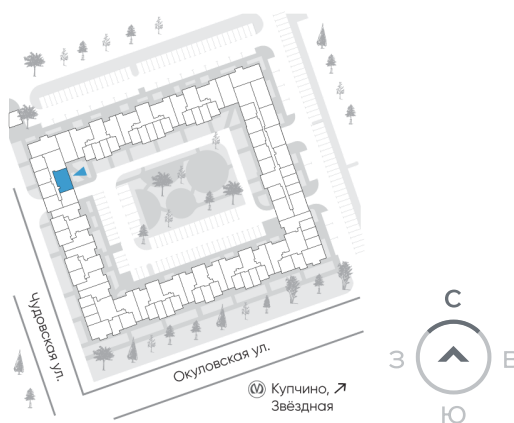 Чудовская ул.
Окуловская ул.
Купчино,
Звёздная
С
З
В
Ю